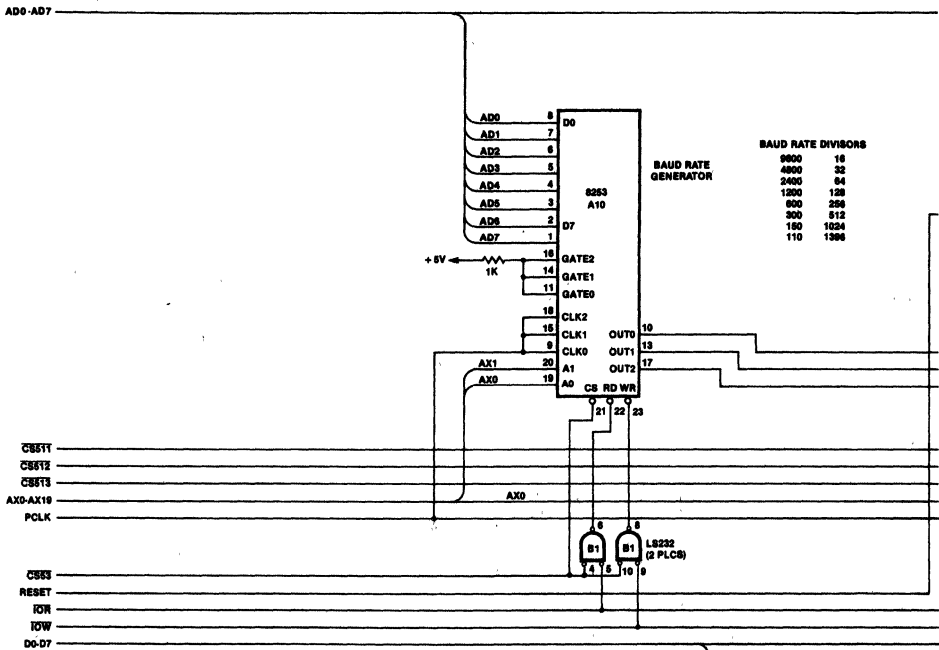 AD0-AD7
AD0 8 D0
AD1 7
AD2 6
AD3 5
AD4 4
AD5 3
AD6 2 D7
AD7 1
8253
A10
BAUD RATE
GENERATOR
BAUD RATE DIVISORS
9600 16
4800 32
2400 64
1200 128
600 256
300 512
150 1024
110 1396
+5V
1K
16 GATE2
14 GATE1
11 GATE0
18 CLK2
15 CLK1
9 CLK0
AX1 20 A1
AX0 19 A0
OUT0 10
OUT1 13
OUT2 17
CS RD WR
21 22 23
CS511
CS512
CS513
AX0-AX19 AX0
PCLK
6 8
B1 B1 LS232
(2 PLCS)
4 5 10 9
CS53
RESET
IOR
IOW
D0-D7